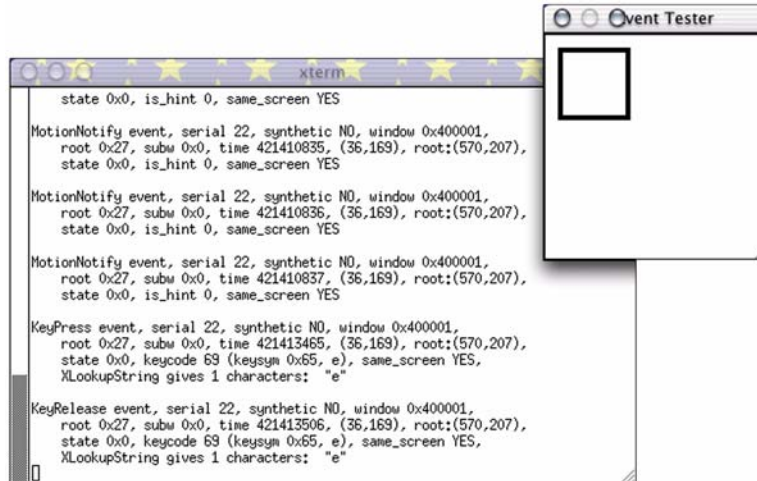 vent Tester
xterm
state 0x0, is_hint 0, same_screen YES
MotionNotify event, serial 22, synthetic NO, window 0x400001,
root 0x27, subw 0x0, time 421410835, (36,169), root:(570,207),
state 0x0, is_hint 0, same_screen YES
MotionNotify event, serial 22, synthetic NO, window 0x400001,
root 0x27, subw 0x0, time 421410836, (36,169), root:(570,207),
state 0x0, is_hint 0, same_screen YES
MotionNotify event, serial 22, synthetic NO, window 0x400001,
root 0x27, subw 0x0, time 421410837, (36,169), root:(570,207),
state 0x0, is_hint 0, same_screen YES
KeyPress event, serial 22, synthetic NO, window 0x400001,
root 0x27, subw 0x0, time 421413465, (36,169), root:(570,207),
state 0x0, keycode 69 (keysym 0x65, e), same_screen YES,
XLookupString gives 1 characters: "e"
KeyRelease event, serial 22, synthetic NO, window 0x400001,
root 0x27, subw 0x0, time 421413506, (36,169), root:(570,207),
state 0x0, keycode 69 (keysym 0x65, e), same_screen YES,
XLookupString gives 1 characters: "e"